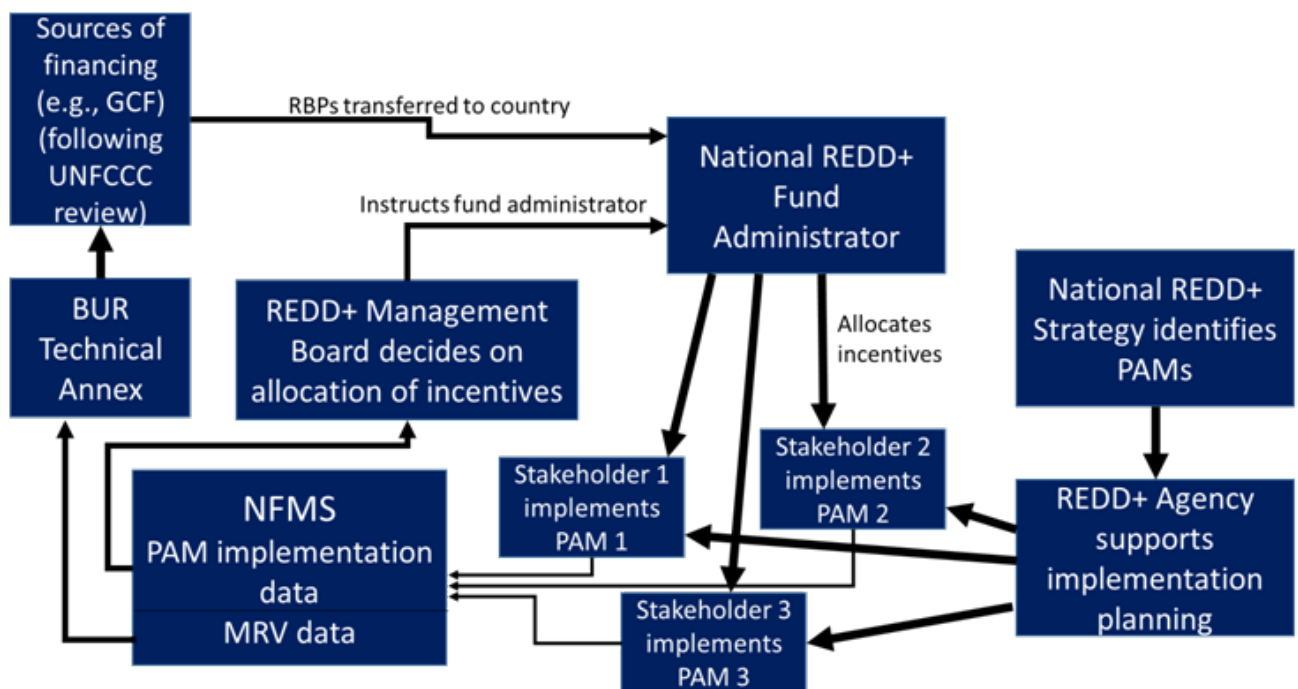 Sources of
financing
(e.g., GCF)
(following
UNFCCC
review)
RBPs transferred to country
National REDD+
Fund
Administrator
Instructs fund administrator
BUR
Technical
Annex
REDD+ Management
Board decides on
allocation of incentives
Allocates
incentives
National REDD+
Strategy identifies
PAMs
Stakeholder 1
implements
PAM 1
Stakeholder 2
implements
PAM 2
REDD+ Agency
supports
implementation
planning
NFMS
PAM implementation
data
MRV data
Stakeholder 3
implements
PAM 3